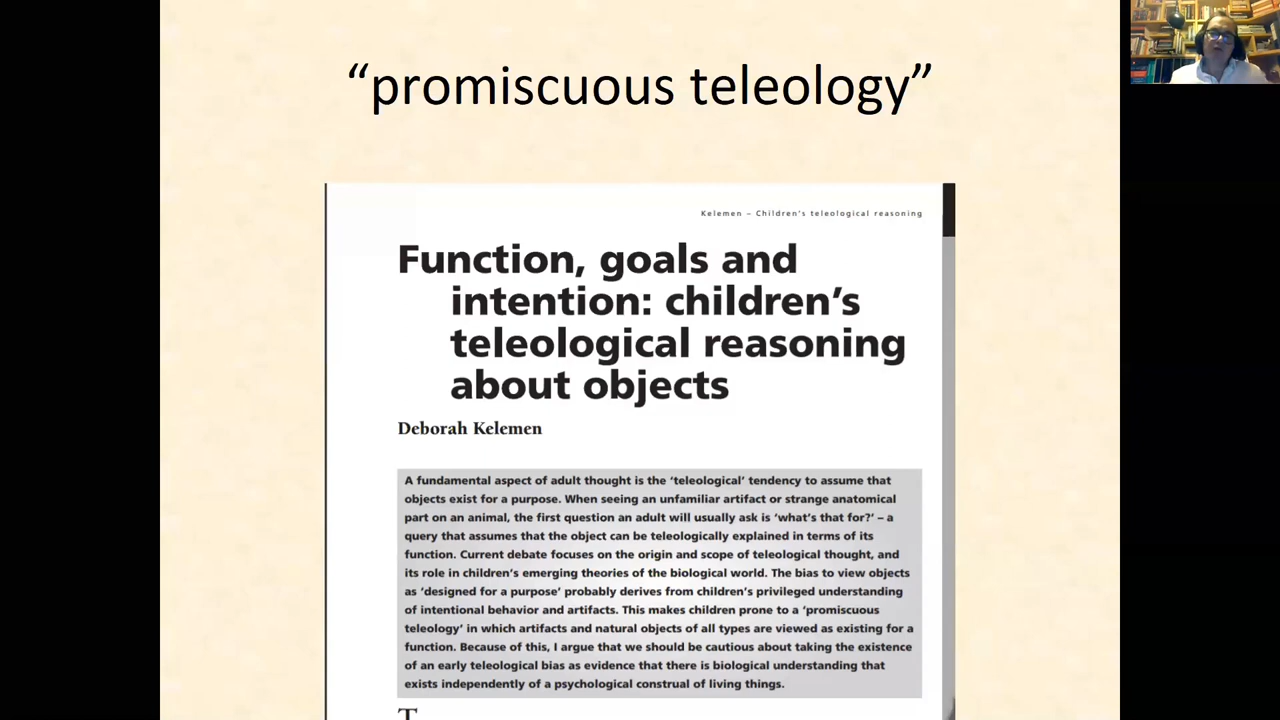 “promiscuous teleology”
Kelemen – Children’s teleological reasoning
Function, goals and
intention: children’s
teleological reasoning
about objects
Deborah Kelemen
A fundamental aspect of adult thought is the ‘teleological’ tendency to assume that
objects exist for a purpose. When seeing an unfamiliar artifact or strange anatomical
part on an animal, the first question an adult will usually ask is ‘what’s that for?’ – a
query that assumes that the object can be teleologically explained in terms of its
function. Current debate focuses on the origin and scope of teleological thought, and
its role in children’s emerging theories of the biological world. The bias to view objects
as ‘designed for a purpose’ probably derives from children’s privileged understanding
of intentional behavior and artifacts. This makes children prone to a ‘promiscuous
teleology’ in which artifacts and natural objects of all types are viewed as existing for a
function. Because of this, I argue that we should be cautious about taking the existence
of an early teleological bias as evidence that there is biological understanding that
exists independently of a psychological construal of living things.